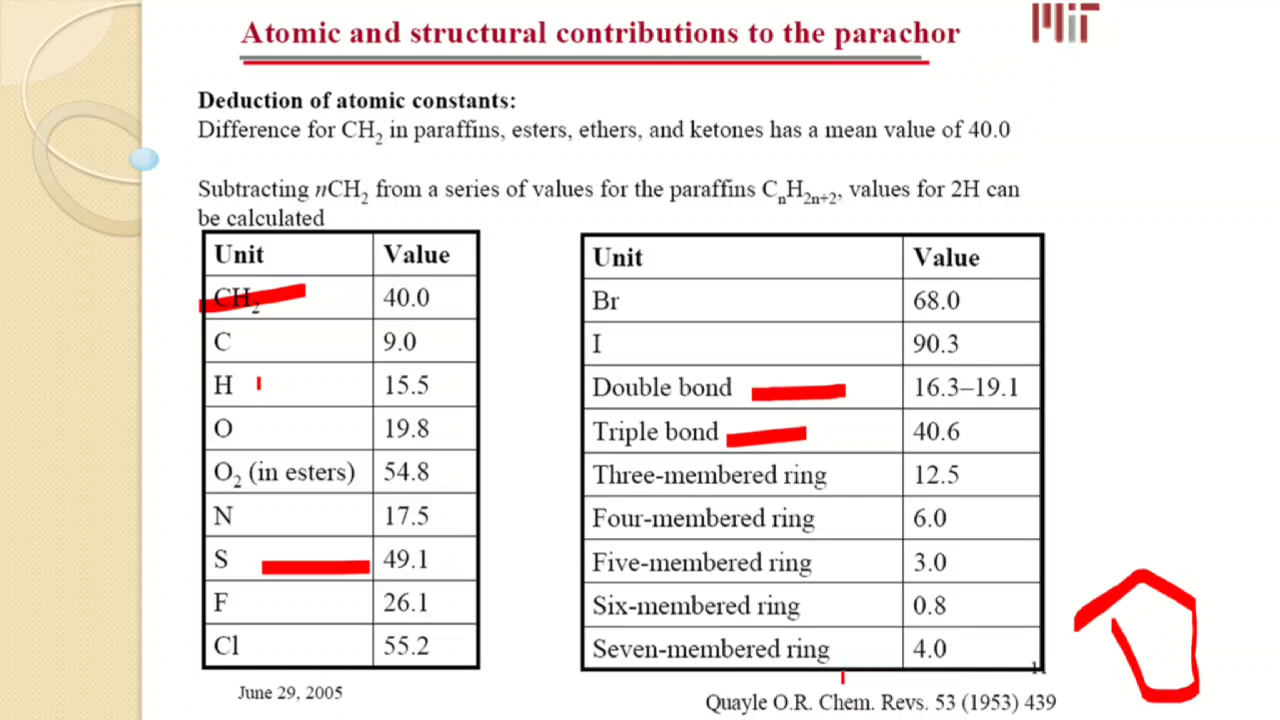 Atomic and structural contributions to the parachor
MiT
Deduction of atomic constants:
Difference for CH2 in paraffins, esters, ethers, and ketones has a mean value of 40.0
Subtracting nCH2 from a series of values for the paraffins CnH2n+2, values for 2H can
be calculated
Unit Value
CH2 40.0
C 9.0
H 15.5
O 19.8
O2 (in esters) 54.8
N 17.5
S 49.1
F 26.1
Cl 55.2
Unit Value
Br 68.0
I 90.3
Double bond 16.3–19.1
Triple bond 40.6
Three-membered ring 12.5
Four-membered ring 6.0
Five-membered ring 3.0
Six-membered ring 0.8
Seven-membered ring 4.0
June 29, 2005
Quayle O.R. Chem. Revs. 53 (1953) 439